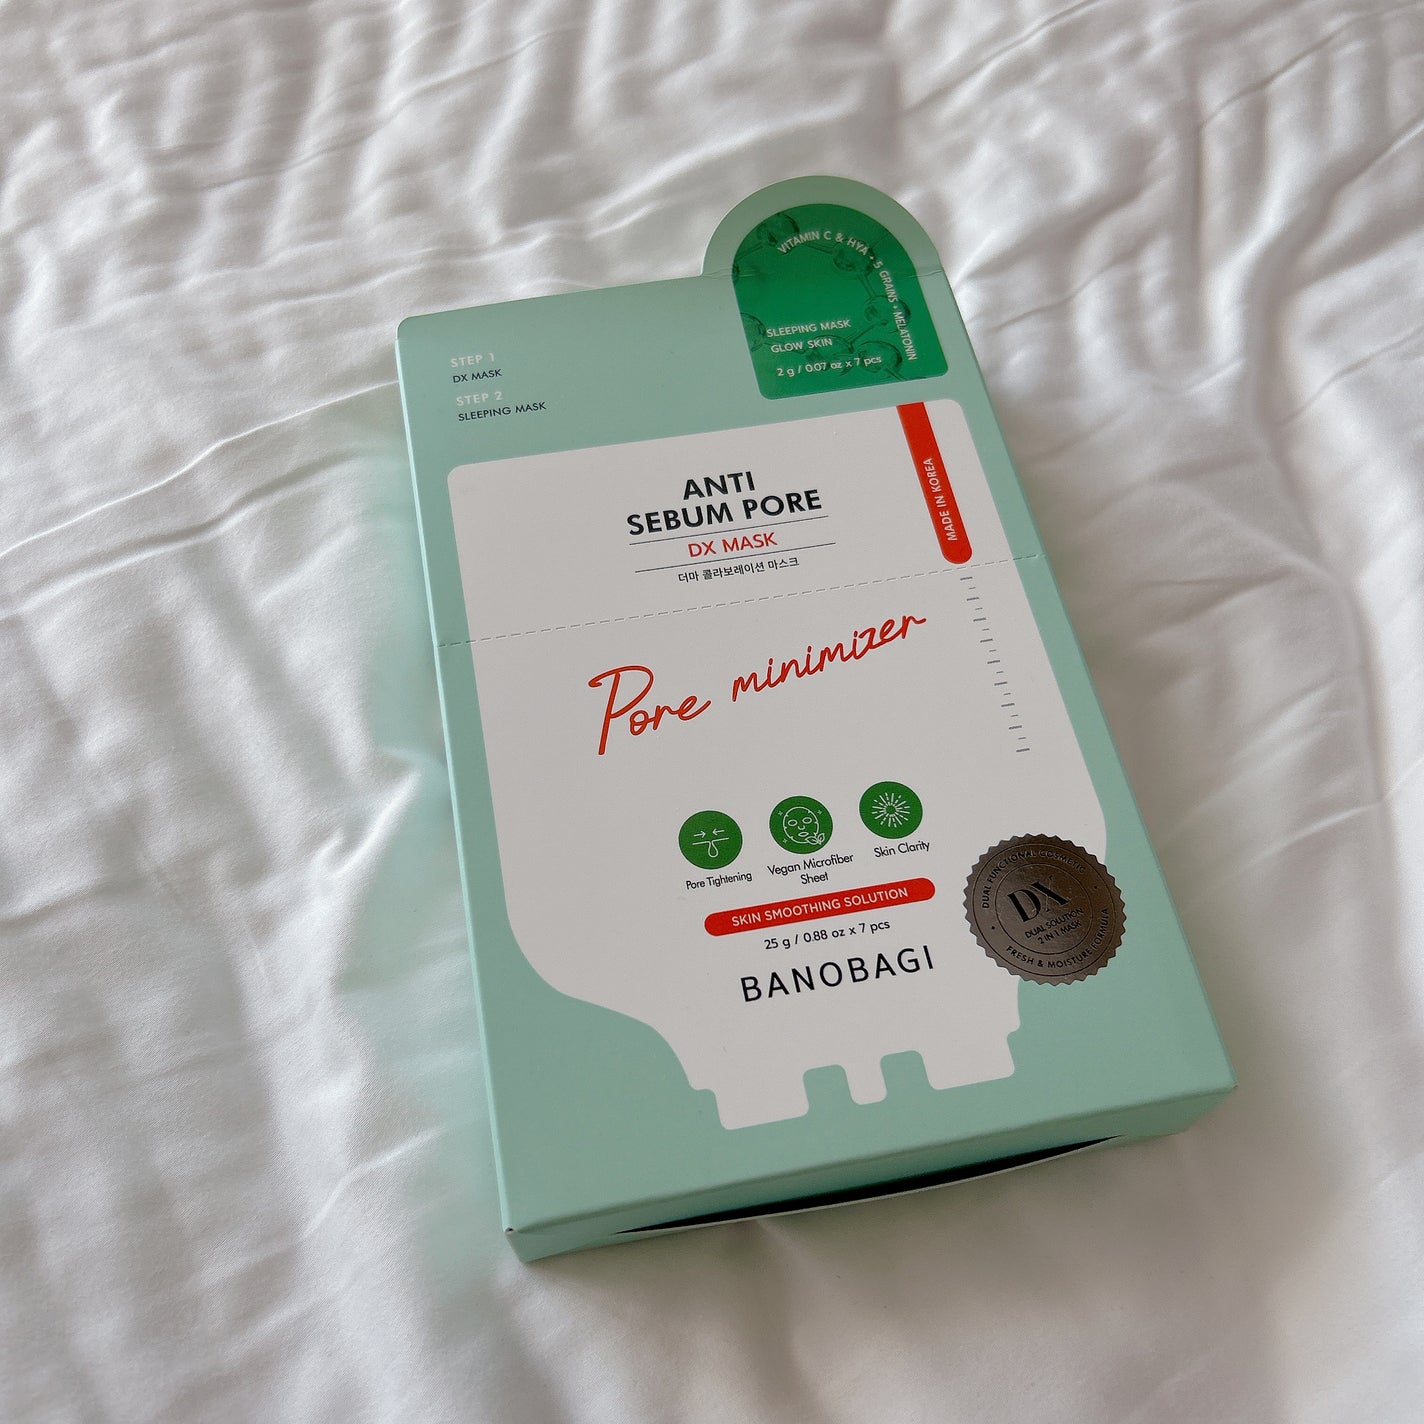 VITAMIN C & HYA • 5 GRAINS • MELATONIN
SLEEPING MASK
GLOW SKIN
2 g / 0.07 oz x 7 pcs
STEP 1
DX MASK
STEP 2
SLEEPING MASK
MADE IN KOREA
ANTI
SEBUM PORE
DX MASK
더마 콜라보레이션 마스크
Pore minimizer
Pore Tightening
Vegan Microfiber
Sheet
Skin Clarity
SKIN SMOOTHING SOLUTION
25 g / 0.88 oz x 7 pcs
BANOBAGI
DUAL FUNCTIONAL COSMETIC
DX
DUAL SOLUTION
2 IN 1 MASK
FRESH & MOISTURE FORMULA